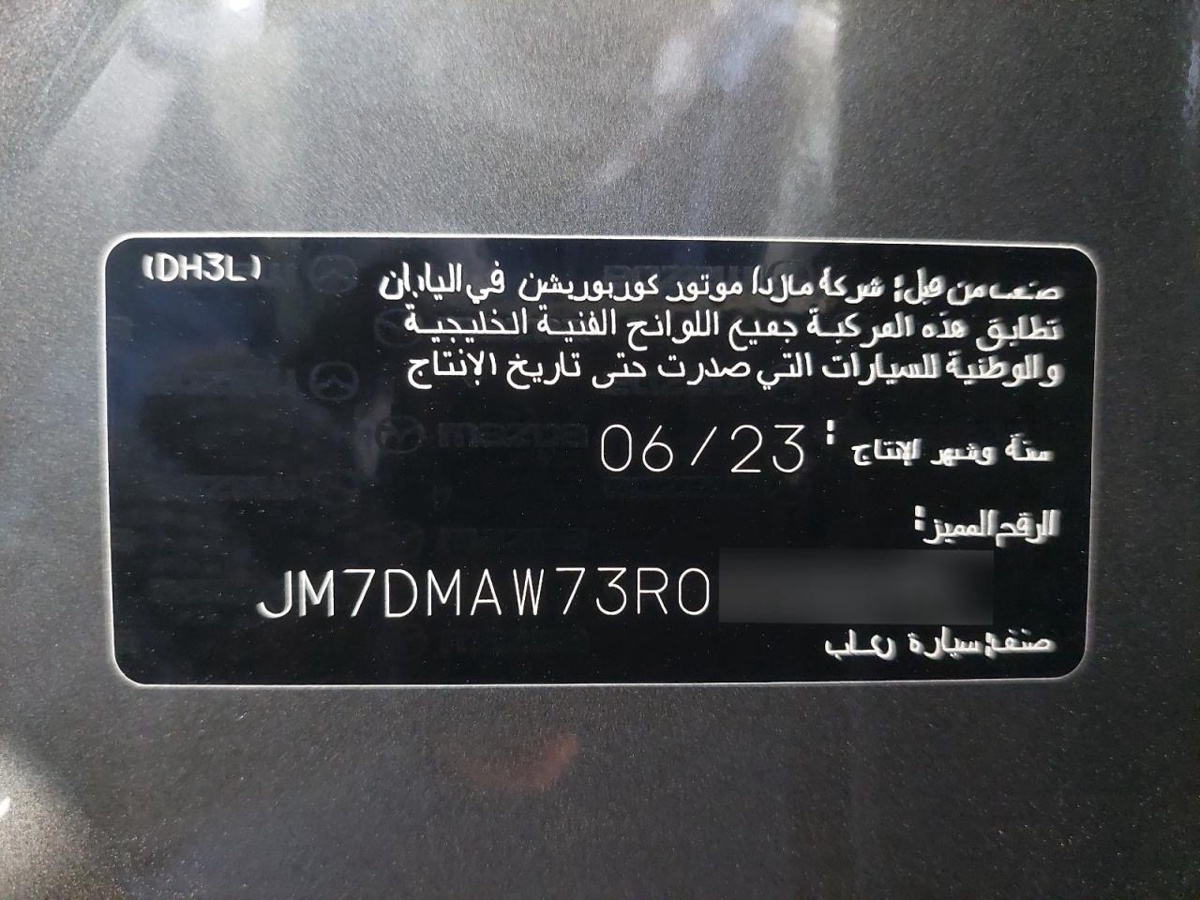 (DH3L)
صنعت من قبل: شركة مازدا موتور كوربوريشن في اليابان
تطابق هذه المركبة جميع اللوائح الفنية الخليجية
والوطنية للسيارات التي صدرت حتى تاريخ الإنتاج
سنة وشهر الإنتاج : 06/23
الرقم المميز:
JM7DMAW73R0
صنف: سيارة ركاب